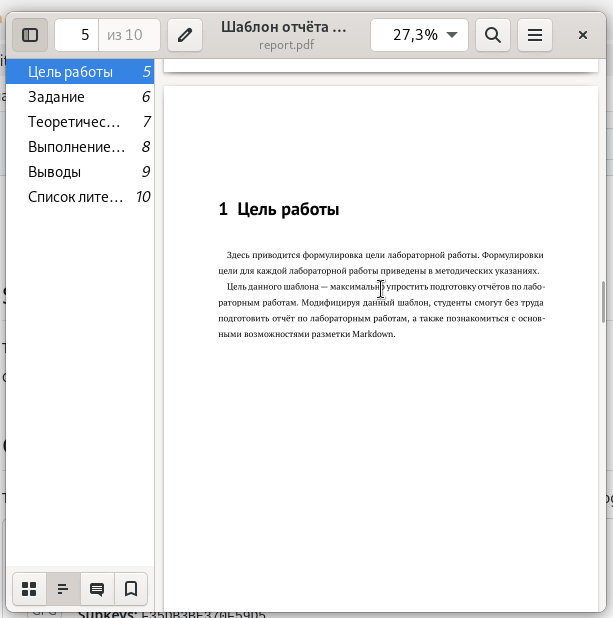 5
из 10
Шаблон отчёта ...
report.pdf
27,3%
Цель работы 5
Задание 6
Теоретичес... 7
Выполнение... 8
Выводы 9
Список лите... 10
1 Цель работы
Здесь приводится формулировка цели лабораторной работы. Формулировки
цели для каждой лабораторной работы приведены в методических указаниях.
Цель данного шаблона — максимально упростить подготовку отчётов по лабо-
раторным работам. Модифицируя данный шаблон, студенты смогут без труда
подготовить отчёт по лабораторным работам, а также познакомиться с основ-
ными возможностями разметки Markdown.